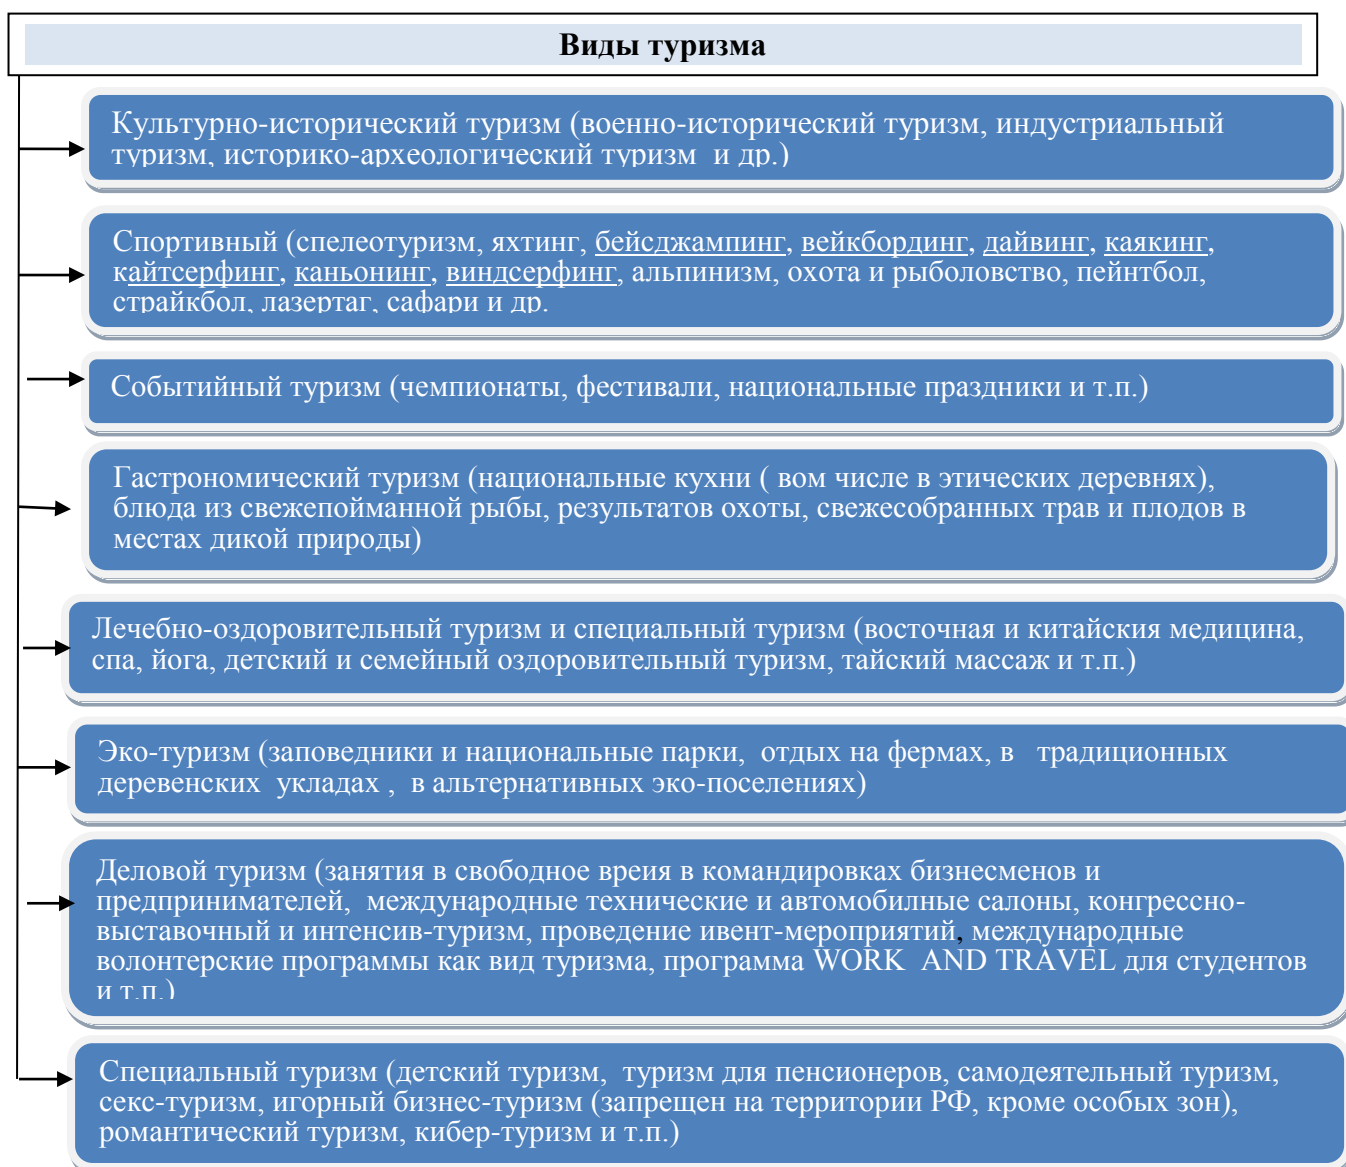 Виды туризма
Культурно-исторический туризм (военно-исторический туризм, индустриальный
туризм, историко-археологический туризм и др.)
Спортивный (спелеотуризм, яхтинг, бейсджампинг, вейкбординг, дайвинг, каякинг,
кайтсерфинг, каньонинг, виндсерфинг, альпинизм, охота и рыболовство, пейнтбол,
страйкбол, лазертаг, сафари и др.
Событийный туризм (чемпионаты, фестивали, национальные праздники и т.п.)
Гастрономический туризм (национальные кухни ( вом числе в этических деревнях),
блюда из свежепойманной рыбы, результатов охоты, свежесобранных трав и плодов в
местах дикой природы)
Лечебно-оздоровительный туризм и специальный туризм (восточная и китайския медицина,
спа, йога, детский и семейный оздоровительный туризм, тайский массаж и т.п.)
Эко-туризм (заповедники и национальные парки, отдых на фермах, в традиционных
деревенских укладах , в альтернативных эко-поселениях)
Деловой туризм (занятия в свободное вреия в командировках бизнесменов и
предпринимателей, международные технические и автомобилные салоны, конгрессно-
выставочный и интенсив-туризм, проведение ивент-мероприятий, международные
волонтерские программы как вид туризма, программа WORK AND TRAVEL для студентов
и т.п.)
Специальный туризм (детский туризм, туризм для пенсионеров, самодеятельный туризм,
секс-туризм, игорный бизнес-туризм (запрещен на территории РФ, кроме особых зон),
романтический туризм, кибер-туризм и т.п.)